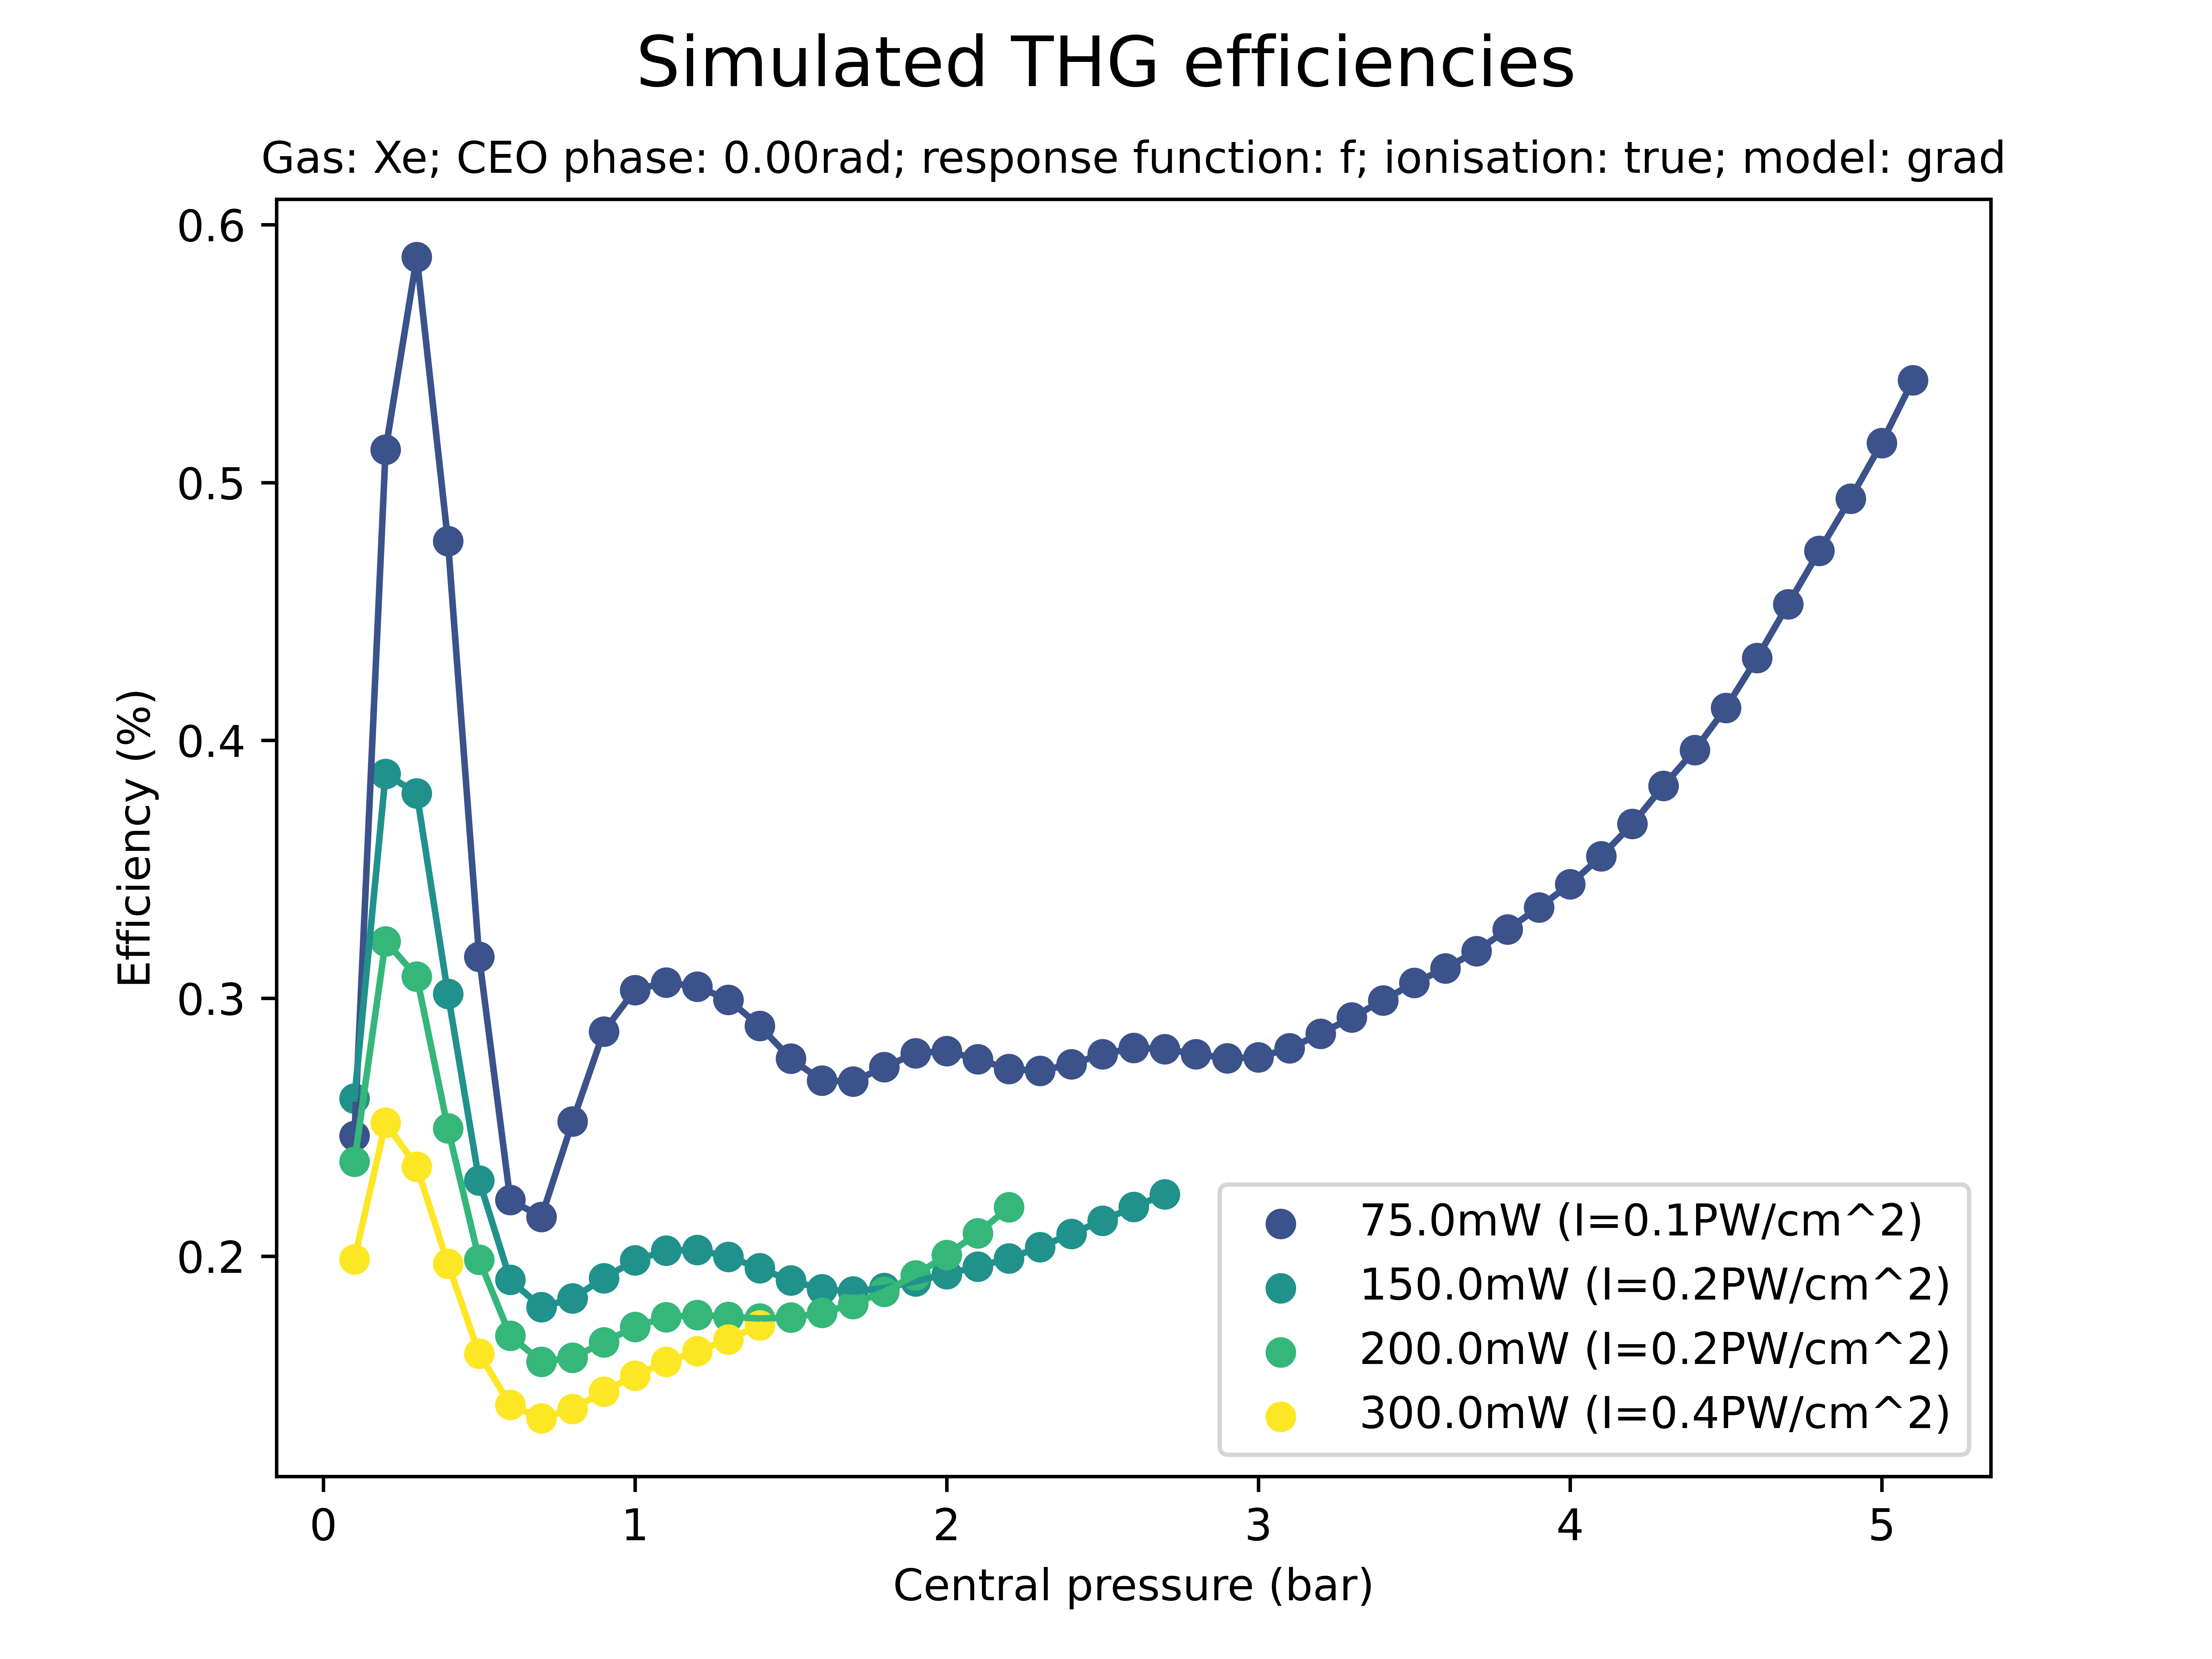 Simulated THG efficiencies
Gas: Xe; CEO phase: 0.00rad; response function: f; ionisation: true; model: grad
0.6
0.5
0.4
0.3
0.2
Efficiency (%)
75.0mW (I=0.1PW/cm^2)
150.0mW (I=0.2PW/cm^2)
200.0mW (I=0.2PW/cm^2)
300.0mW (I=0.4PW/cm^2)
0 1 2 3 4 5
Central pressure (bar)